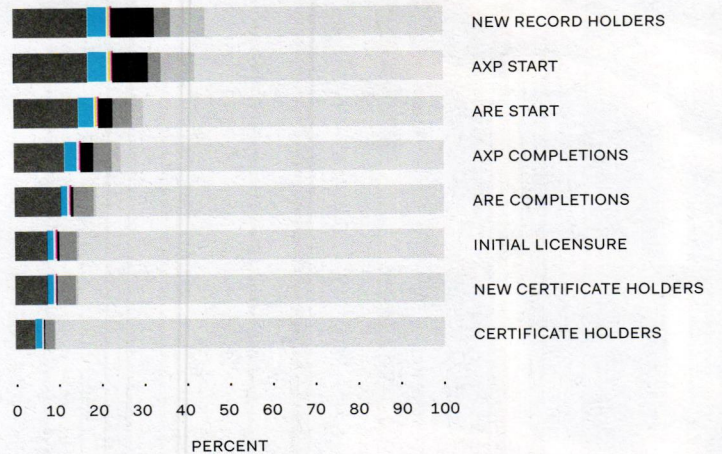 NEW RECORD HOLDERS
AXP START
ARE START
AXP COMPLETIONS
ARE COMPLETIONS
INITIAL LICENSURE
NEW CERTIFICATE HOLDERS
CERTIFICATE HOLDERS
0 10 20 30 40 50 60 70 80 90 100
PERCENT